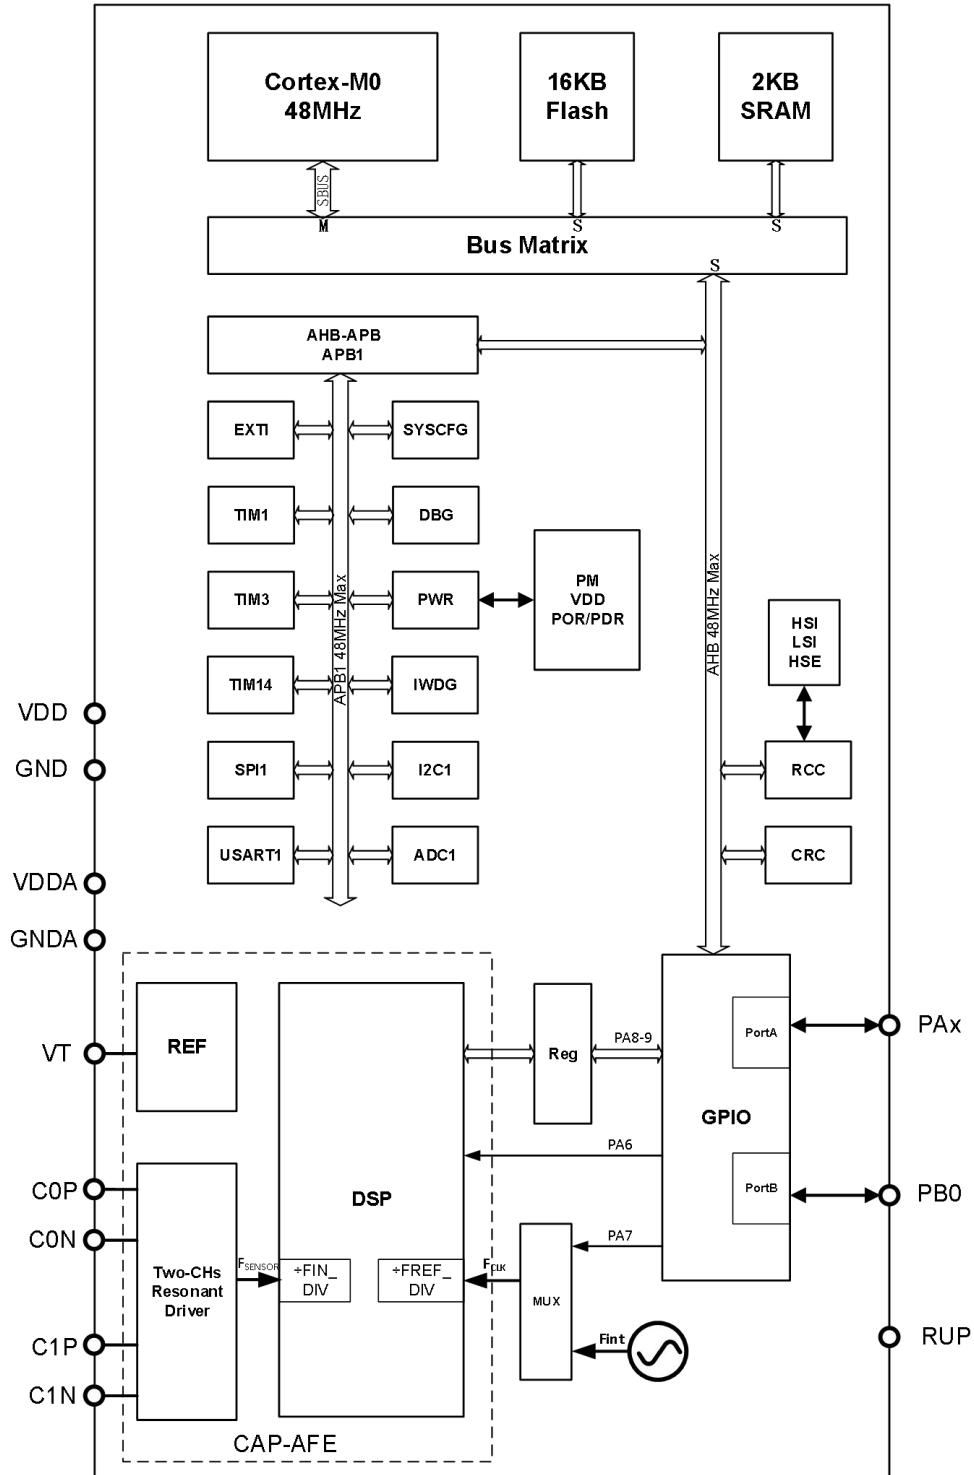 Cortex-M0
48MHz
16KB
Flash
2KB
SRAM
SBUS
M
S
S
Bus Matrix
S
AHB-APB
APB1
EXTI
SYSCFG
TIM1
DBG
TIM3
PWR
PM
VDD
POR/PDR
APB1 48MHz Max
AHB 48MHz Max
HSI
LSI
HSE
TIM14
IWDG
VDD
GND
SPI1
I2C1
RCC
USART1
ADC1
CRC
VDDA
GNDA
REF
VT
Reg
PA8-9
PortA
PAx
GPIO
PA6
DSP
PortB
PB0
C0P
C0N
Two-CHs
Resonant
Driver
FSENSOR
÷FIN_
DIV
÷FREF_
DIV
FCLK
PA7
MUX
Fint
C1P
C1N
RUP
CAP-AFE